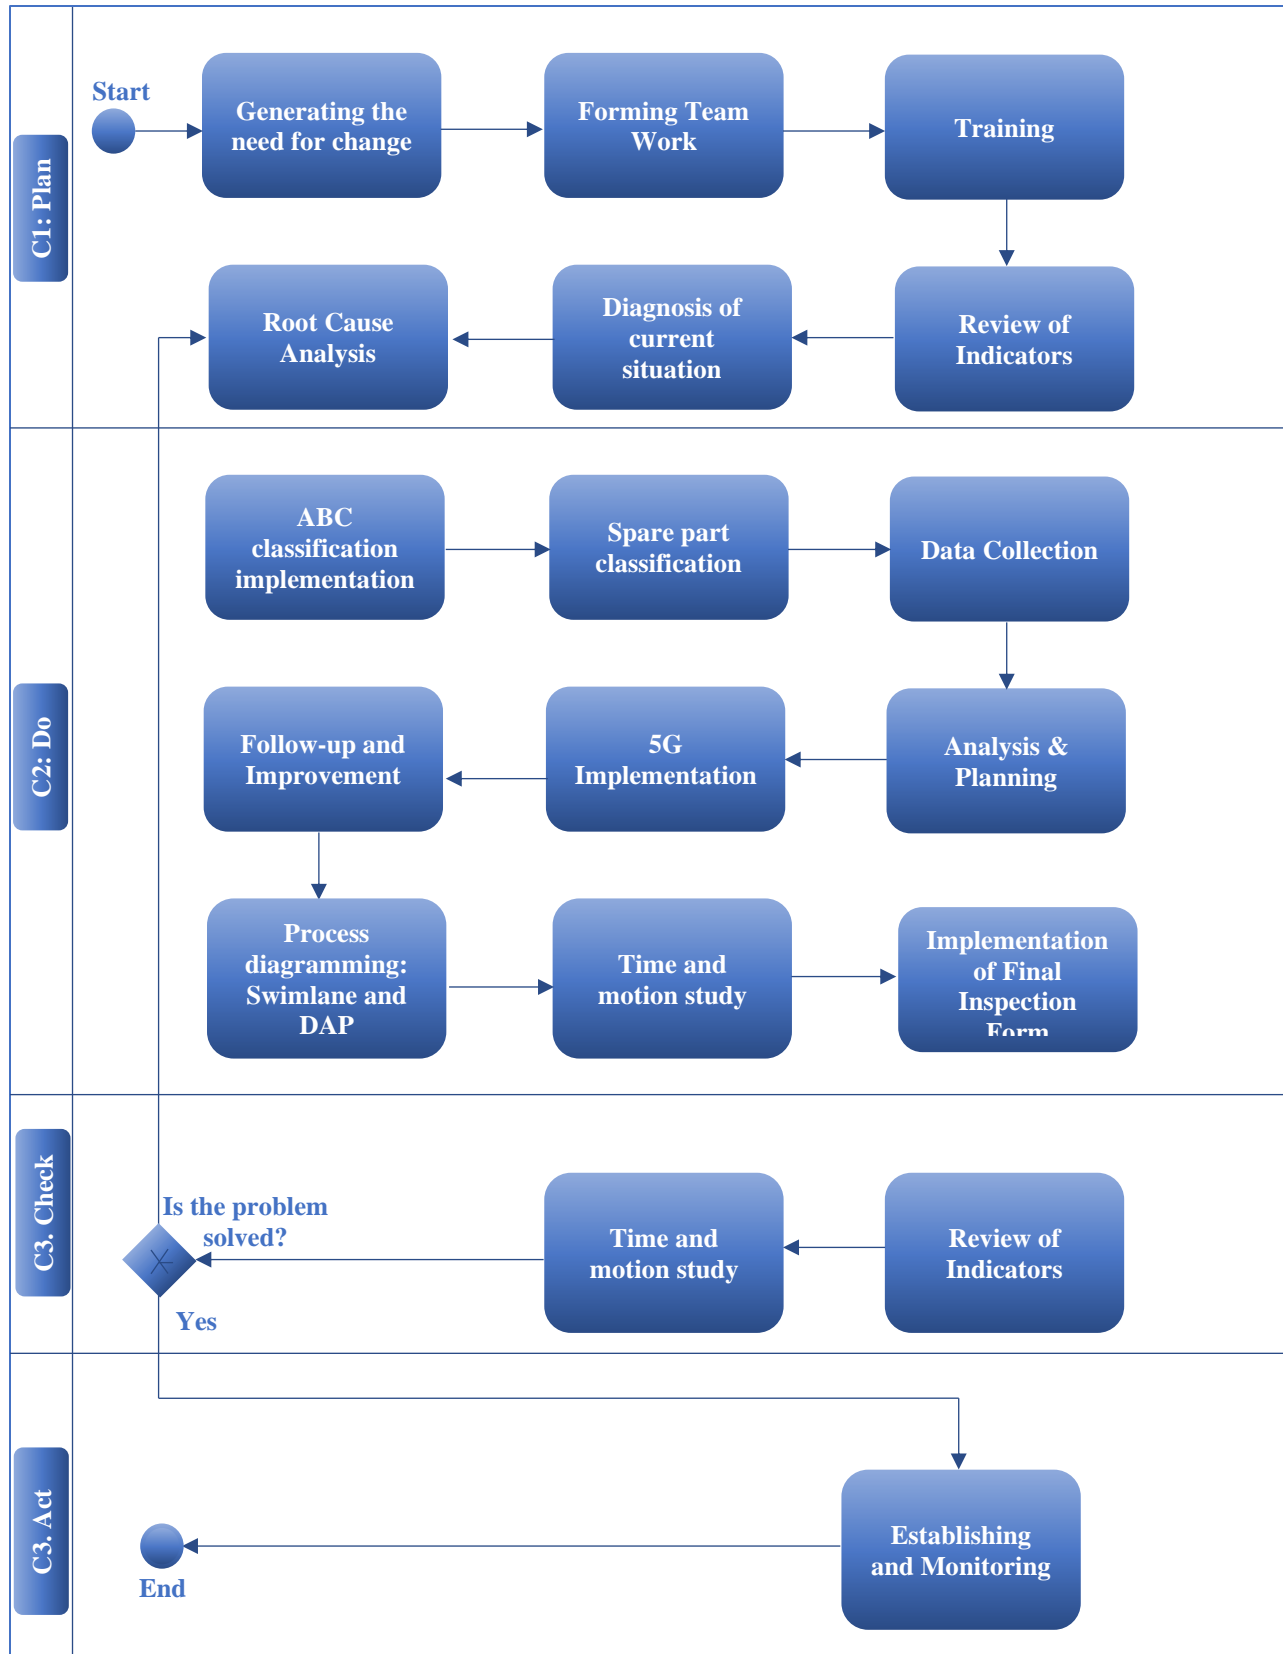 C1: Plan
Start
Generating the
need for change
Forming Team
Work
Training
Root Cause
Analysis
Diagnosis of
current
situation
Review of
Indicators
C2: Do
ABC
classification
implementation
Spare part
classification
Data Collection
Follow-up and
Improvement
5G
Implementation
Analysis &
Planning
Process
diagramming:
Swimlane and
DAP
Time and
motion study
Implementation
of Final
Inspection
Form
C3. Check
Is the problem
solved?
Yes
Time and
motion study
Review of
Indicators
C3. Act
Establishing
and Monitoring
End